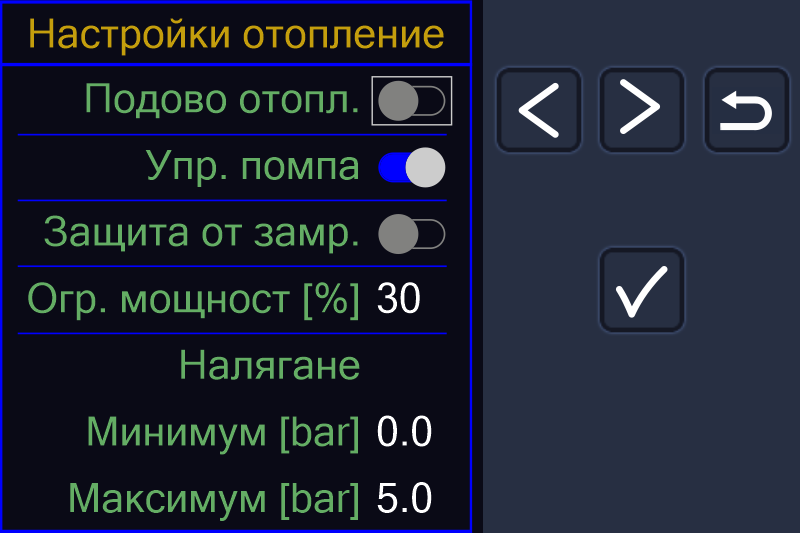 Настройки отопление
Подово отопл.
Упр. помпа
Защита от замр.
Огр. мощност [%] 30
Налягане
Минимум [bar] 0.0
Максимум [bar] 5.0